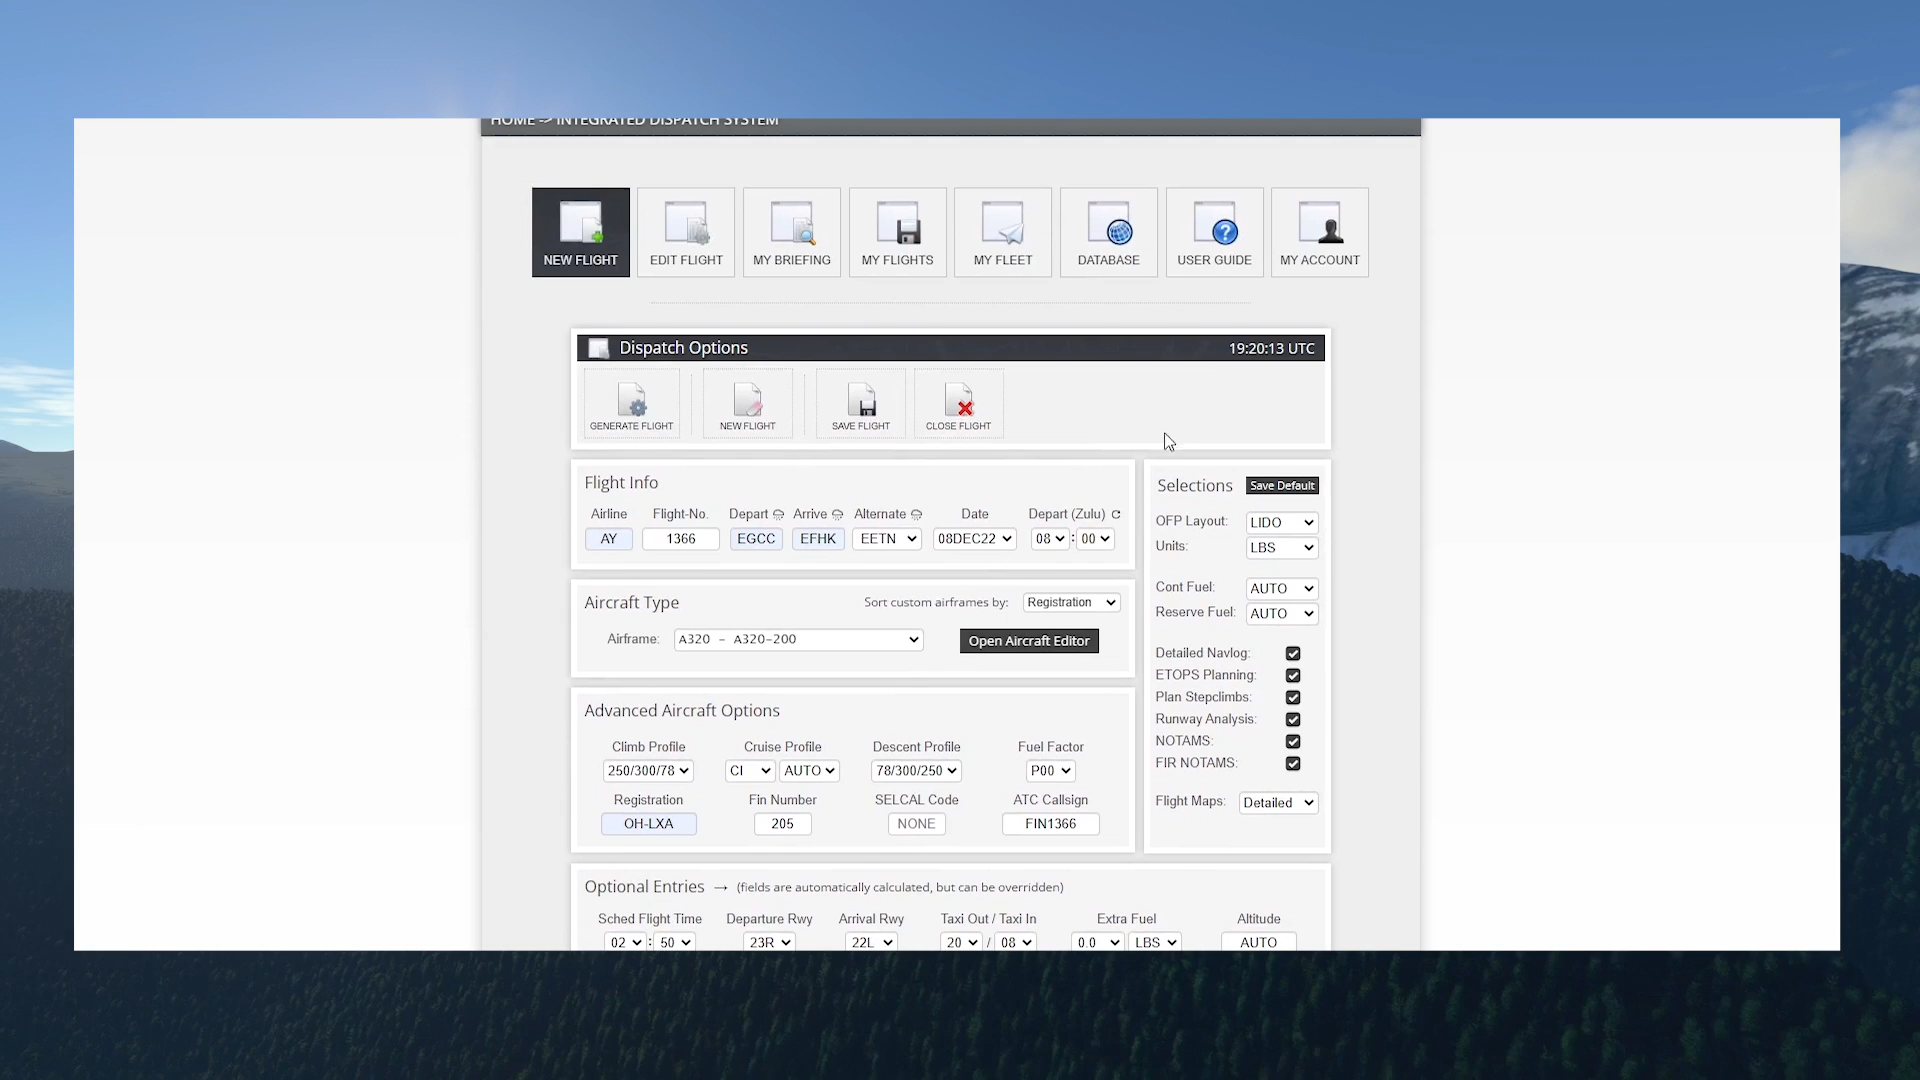 HOME -> INTEGRATED DISPATCH SYSTEM
NEW FLIGHT EDIT FLIGHT MY BRIEFING MY FLIGHTS MY FLEET DATABASE USER GUIDE MY ACCOUNT
Dispatch Options 19:20:13 UTC
GENERATE FLIGHT NEW FLIGHT SAVE FLIGHT CLOSE FLIGHT
Flight Info
Airline Flight-No. Depart Arrive Alternate Date Depart (Zulu)
AY 1366 EGCC EFHK EETN 08DEC22 08 : 00
Aircraft Type Sort custom airframes by: Registration
Airframe: A320 - A320-200 Open Aircraft Editor
Advanced Aircraft Options
Climb Profile Cruise Profile Descent Profile Fuel Factor
250/300/78 CI AUTO 78/300/250 P00
Registration Fin Number SELCAL Code ATC Callsign
OH-LXA 205 NONE FIN1366
Selections Save Default
OFP Layout: LIDO
Units: LBS
Cont Fuel: AUTO
Reserve Fuel: AUTO
Detailed Navlog:
ETOPS Planning:
Plan Stepclimbs:
Runway Analysis:
NOTAMS:
FIR NOTAMS:
Flight Maps: Detailed
Optional Entries → (fields are automatically calculated, but can be overridden)
Sched Flight Time Departure Rwy Arrival Rwy Taxi Out / Taxi In Extra Fuel Altitude
02 : 50 23R 22L 20 / 08 0.0 LBS AUTO